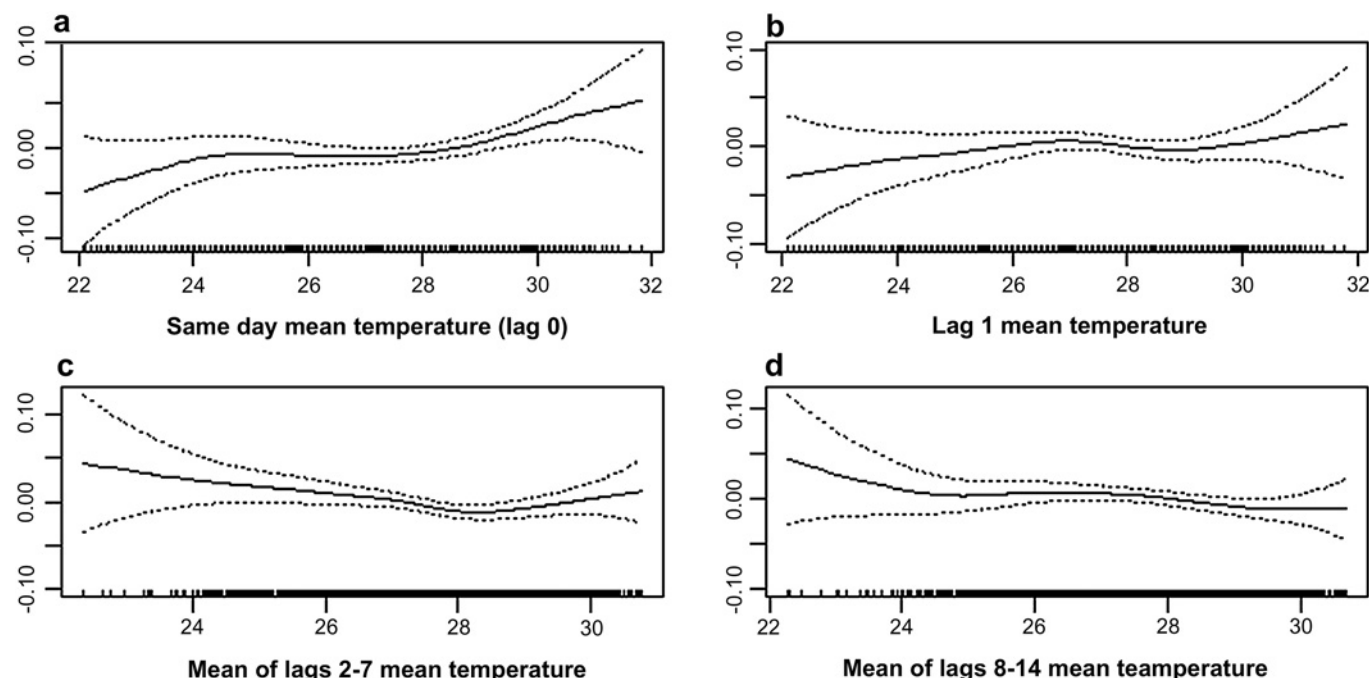 a
0.10
0.00
-0.10
22 24 26 28 30 32
Same day mean temperature (lag 0)
b
0.10
0.00
-0.10
22 24 26 28 30 32
Lag 1 mean temperature
c
0.10
0.00
-0.10
24 26 28 30
Mean of lags 2-7 mean temperature
d
0.10
0.00
-0.10
22 24 26 28 30
Mean of lags 8-14 mean teamperature